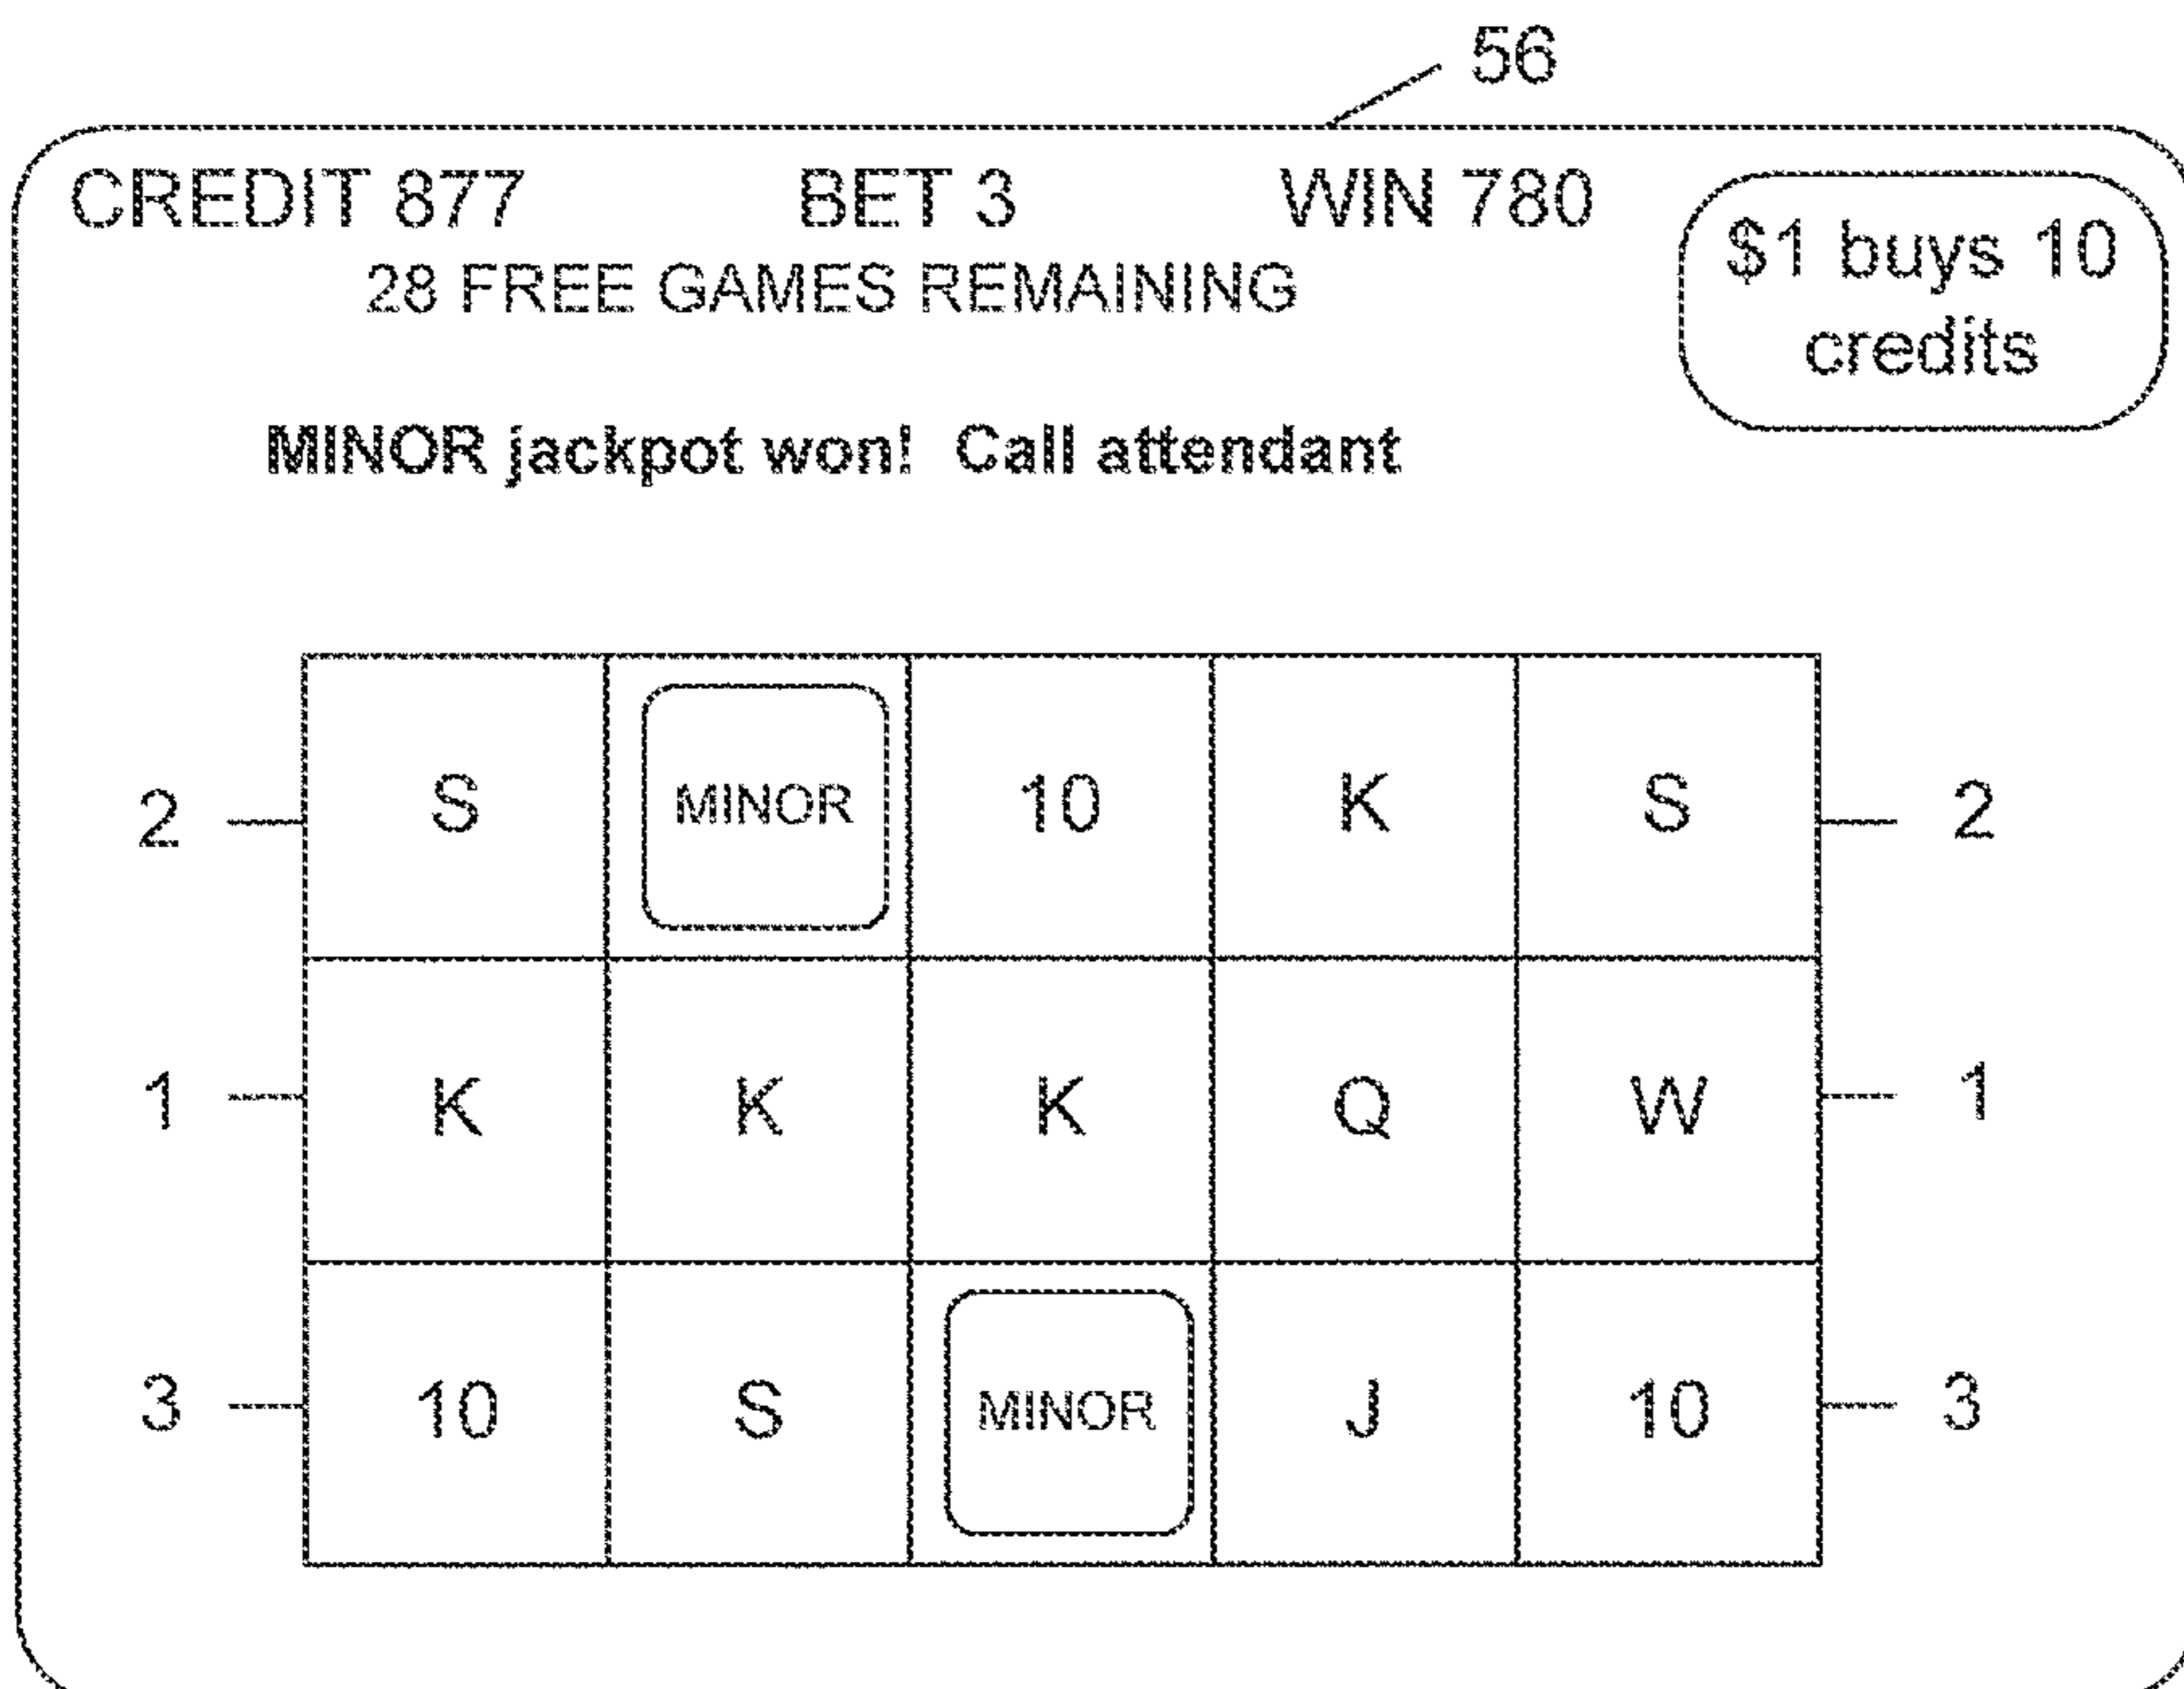 56
CREDIT 877 BET 3 WIN 780
28 FREE GAMES REMAINING
$1 buys 10
credits
MINOR jackpot won! Call attendant
2 S MINOR 10 K S 2
1 K K K Q W 1
3 10 S MINOR J 10 3